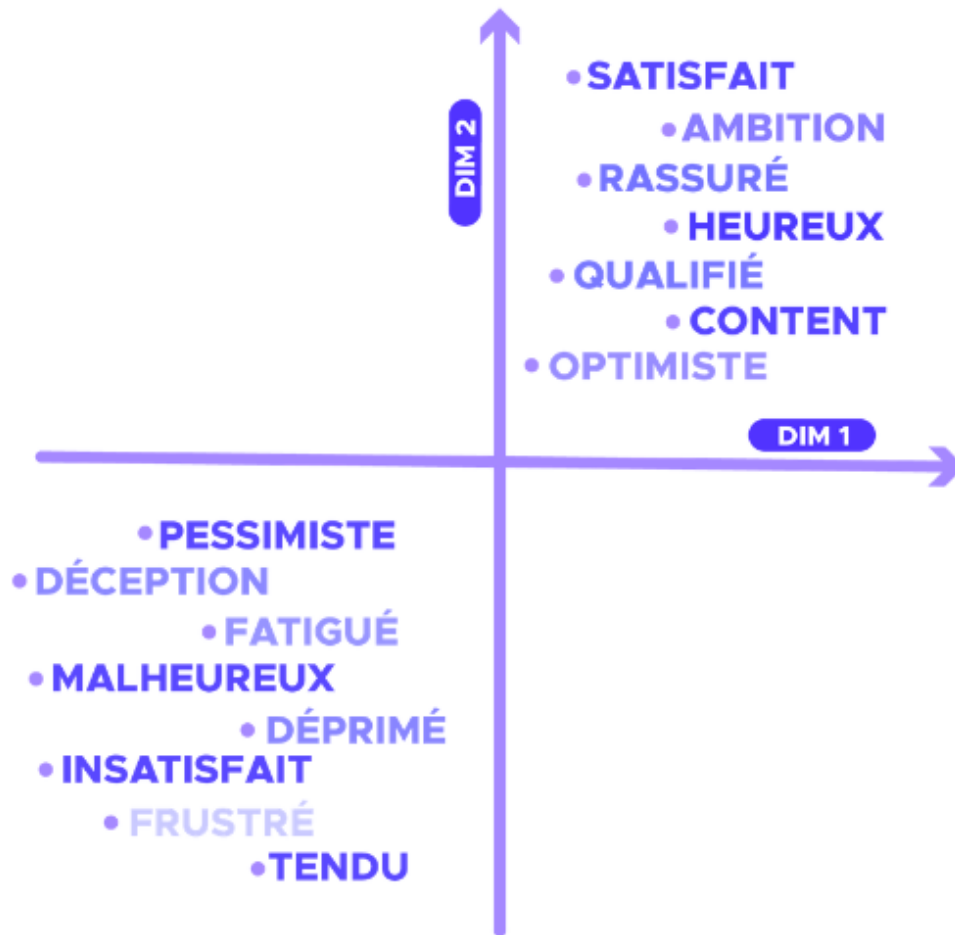 SATISFAIT
DIM 2
AMBITION
RASSURÉ
HEUREUX
QUALIFIÉ
CONTENT
OPTIMISTE
DIM 1
PESSIMISTE
DÉCEPTION
FATIGUÉ
MALHEUREUX
DÉPRIMÉ
INSATISFAIT
FRUSTRÉ
TENDU